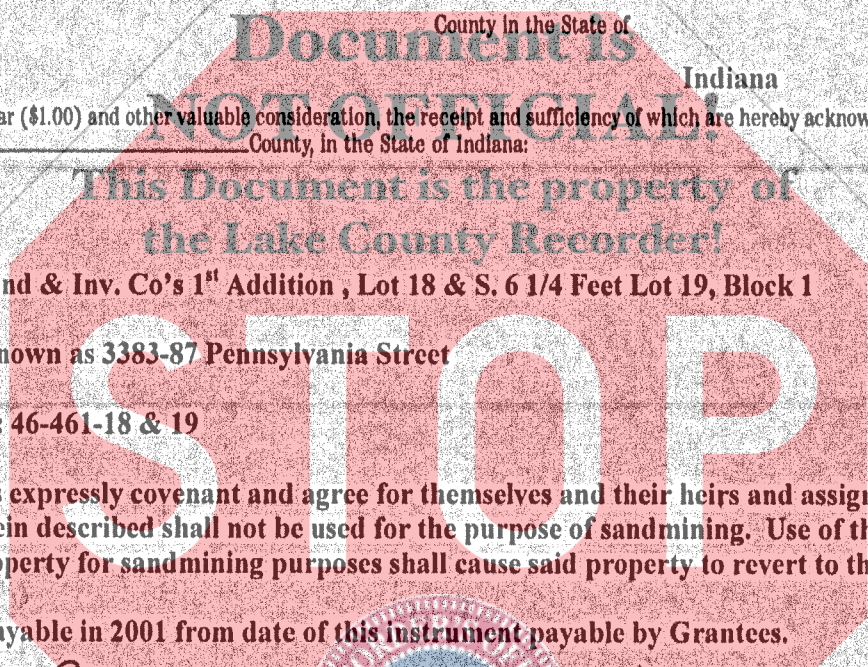 County in the State of
Document is
Indiana
NOT OFFICIAL!
ar ($1.00) and other valuable consideration, the receipt and sufficiency of which are hereby acknow
County, in the State of Indiana:
This Document is the property of
the Lake County Recorder!
nd & Inv. Co's 1st Addition , Lot 18 & S. 6 1/4 Feet Lot 19, Block 1
STOP
nown as 3383-87 Pennsylvania Street
: 46-461-18 & 19
s expressly covenant and agree for themselves and their heirs and assign
ein described shall not be used for the purpose of sandmining. Use of th
operty for sandmining purposes shall cause said property to revert to th
ayable in 2001 from date of this instrument payable by Grantees.